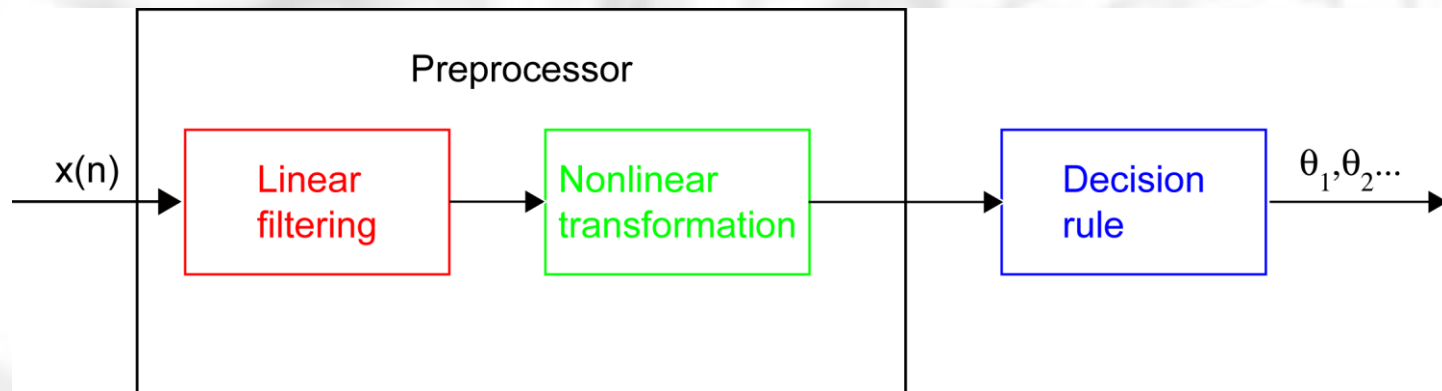 Preprocessor
x(n)
Linear
filtering
Nonlinear
transformation
Decision
rule
θ₁,θ₂...